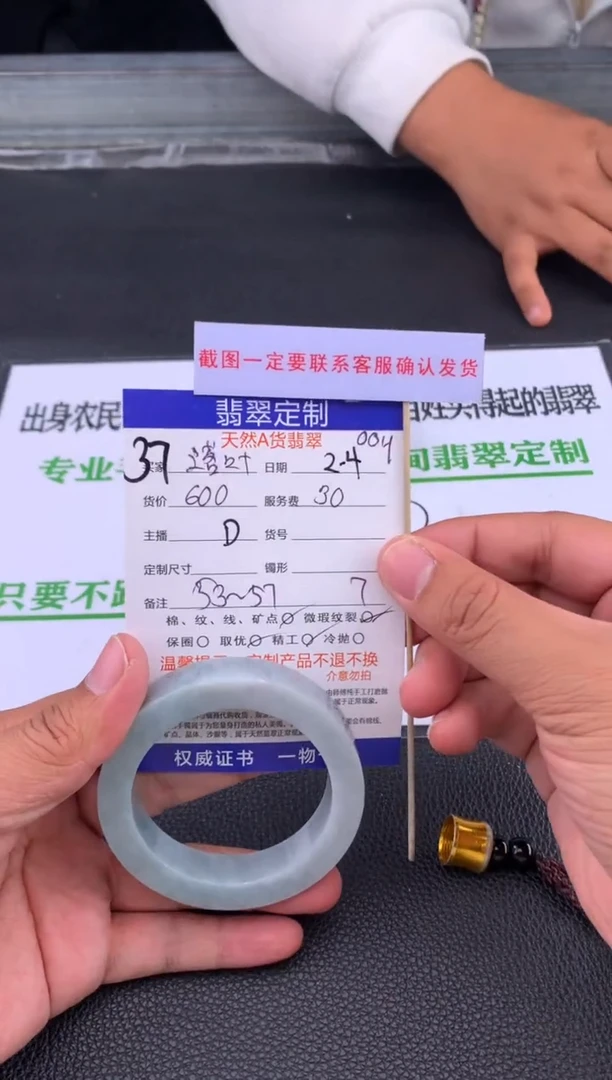 截图一定要联系客服确认发货
出身农民
百姓买得起的翡翠
翡翠定制
天然A货翡翠
004
37
买家
日期 2-4
专业
间翡翠定制
货价 600 服务费 30
主播 D 货号
定制尺寸 镯形
只要不
备注 53~57 7
棉、纹、线、矿点 微瑕纹裂
保圈 取优 精工 冷抛
温馨提示 定制产品不退不换
介意勿拍
权威证书 一物